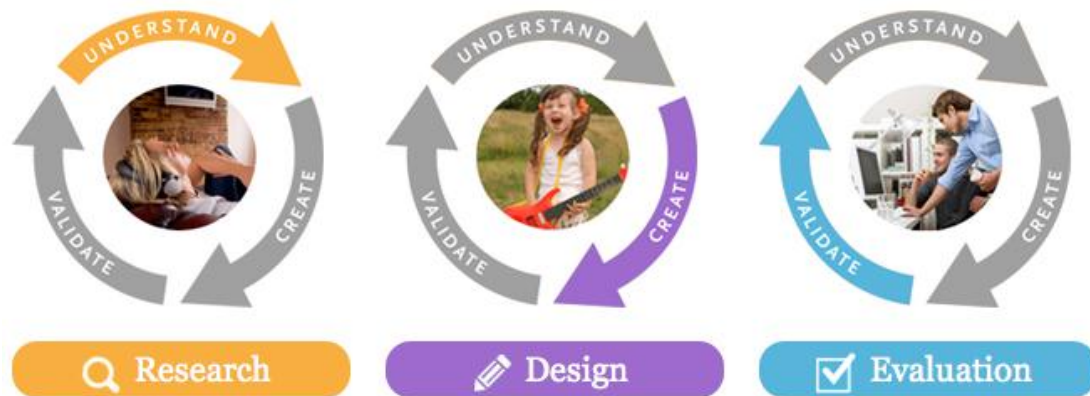 UNDERSTAND
CREATE
VALIDATE
Research
UNDERSTAND
CREATE
VALIDATE
Design
UNDERSTAND
CREATE
VALIDATE
Evaluation